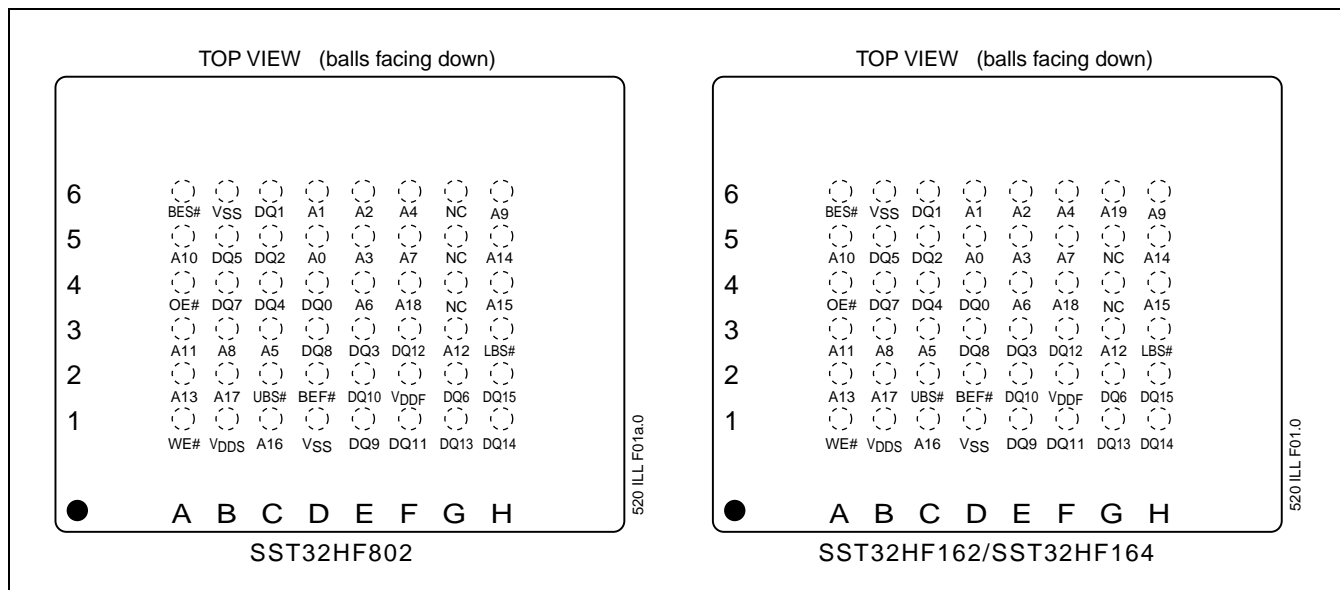 TOP VIEW (balls facing down)
6
BES# VSS DQ1 A1 A2 A4 NC A9
5
A10 DQ5 DQ2 A0 A3 A7 NC A14
4
OE# DQ7 DQ4 DQ0 A6 A18 NC A15
3
A11 A8 A5 DQ8 DQ3 DQ12 A12 LBS#
2
A13 A17 UBS# BEF# DQ10 VDDF DQ6 DQ15
1
WE# VDDS A16 VSS DQ9 DQ11 DQ13 DQ14
A B C D E F G H
520 ILL F01a.0
SST32HF802
TOP VIEW (balls facing down)
6
BES# VSS DQ1 A1 A2 A4 A19 A9
5
A10 DQ5 DQ2 A0 A3 A7 NC A14
4
OE# DQ7 DQ4 DQ0 A6 A18 NC A15
3
A11 A8 A5 DQ8 DQ3 DQ12 A12 LBS#
2
A13 A17 UBS# BEF# DQ10 VDDF DQ6 DQ15
1
WE# VDDS A16 VSS DQ9 DQ11 DQ13 DQ14
A B C D E F G H
520 ILL F01.0
SST32HF162/SST32HF164